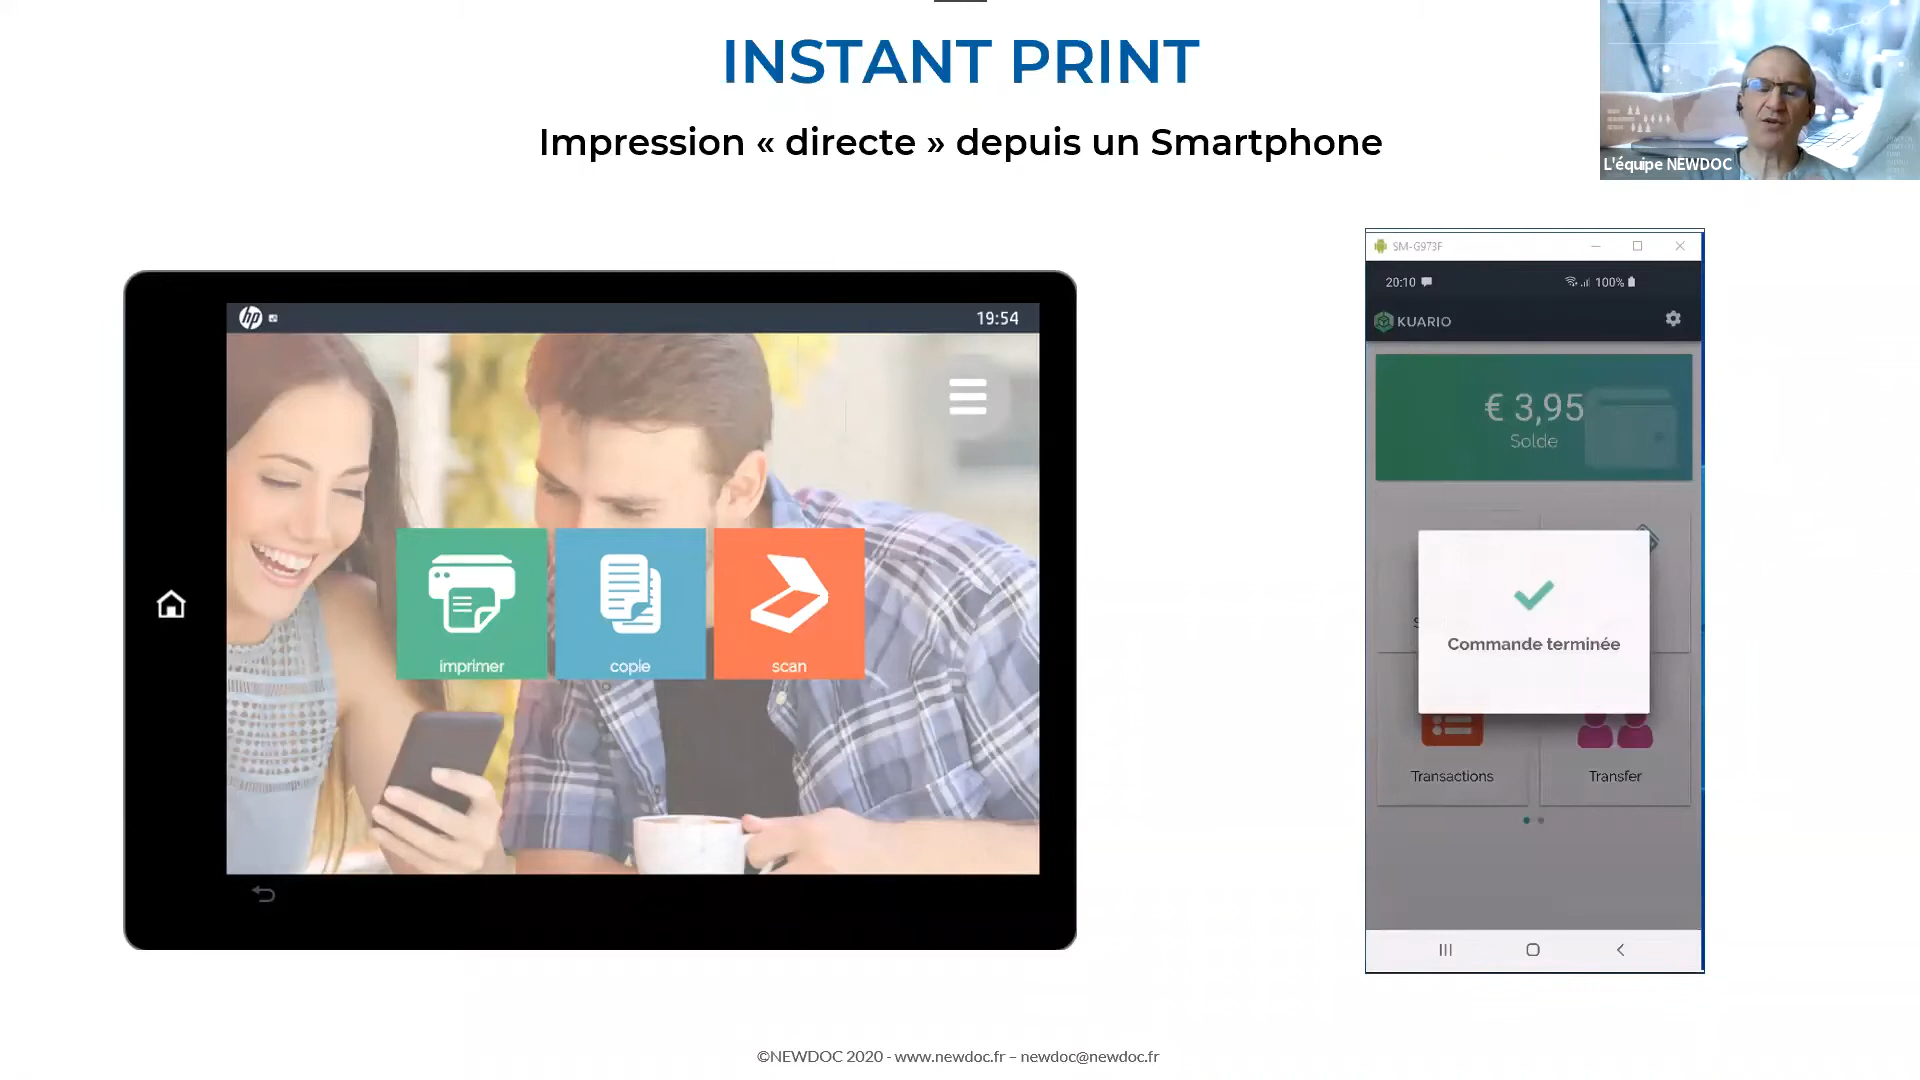 INSTANT PRINT
Impression « directe » depuis un Smartphone
L'équipe NEWDOC
hp
19:54
imprimer
copie
scan
SM-G973F
20:10
100%
KUARIO
€ 3,95
Solde
Commande terminée
Transactions
Transfer
©NEWDOC 2020 - www.newdoc.fr – newdoc@newdoc.fr